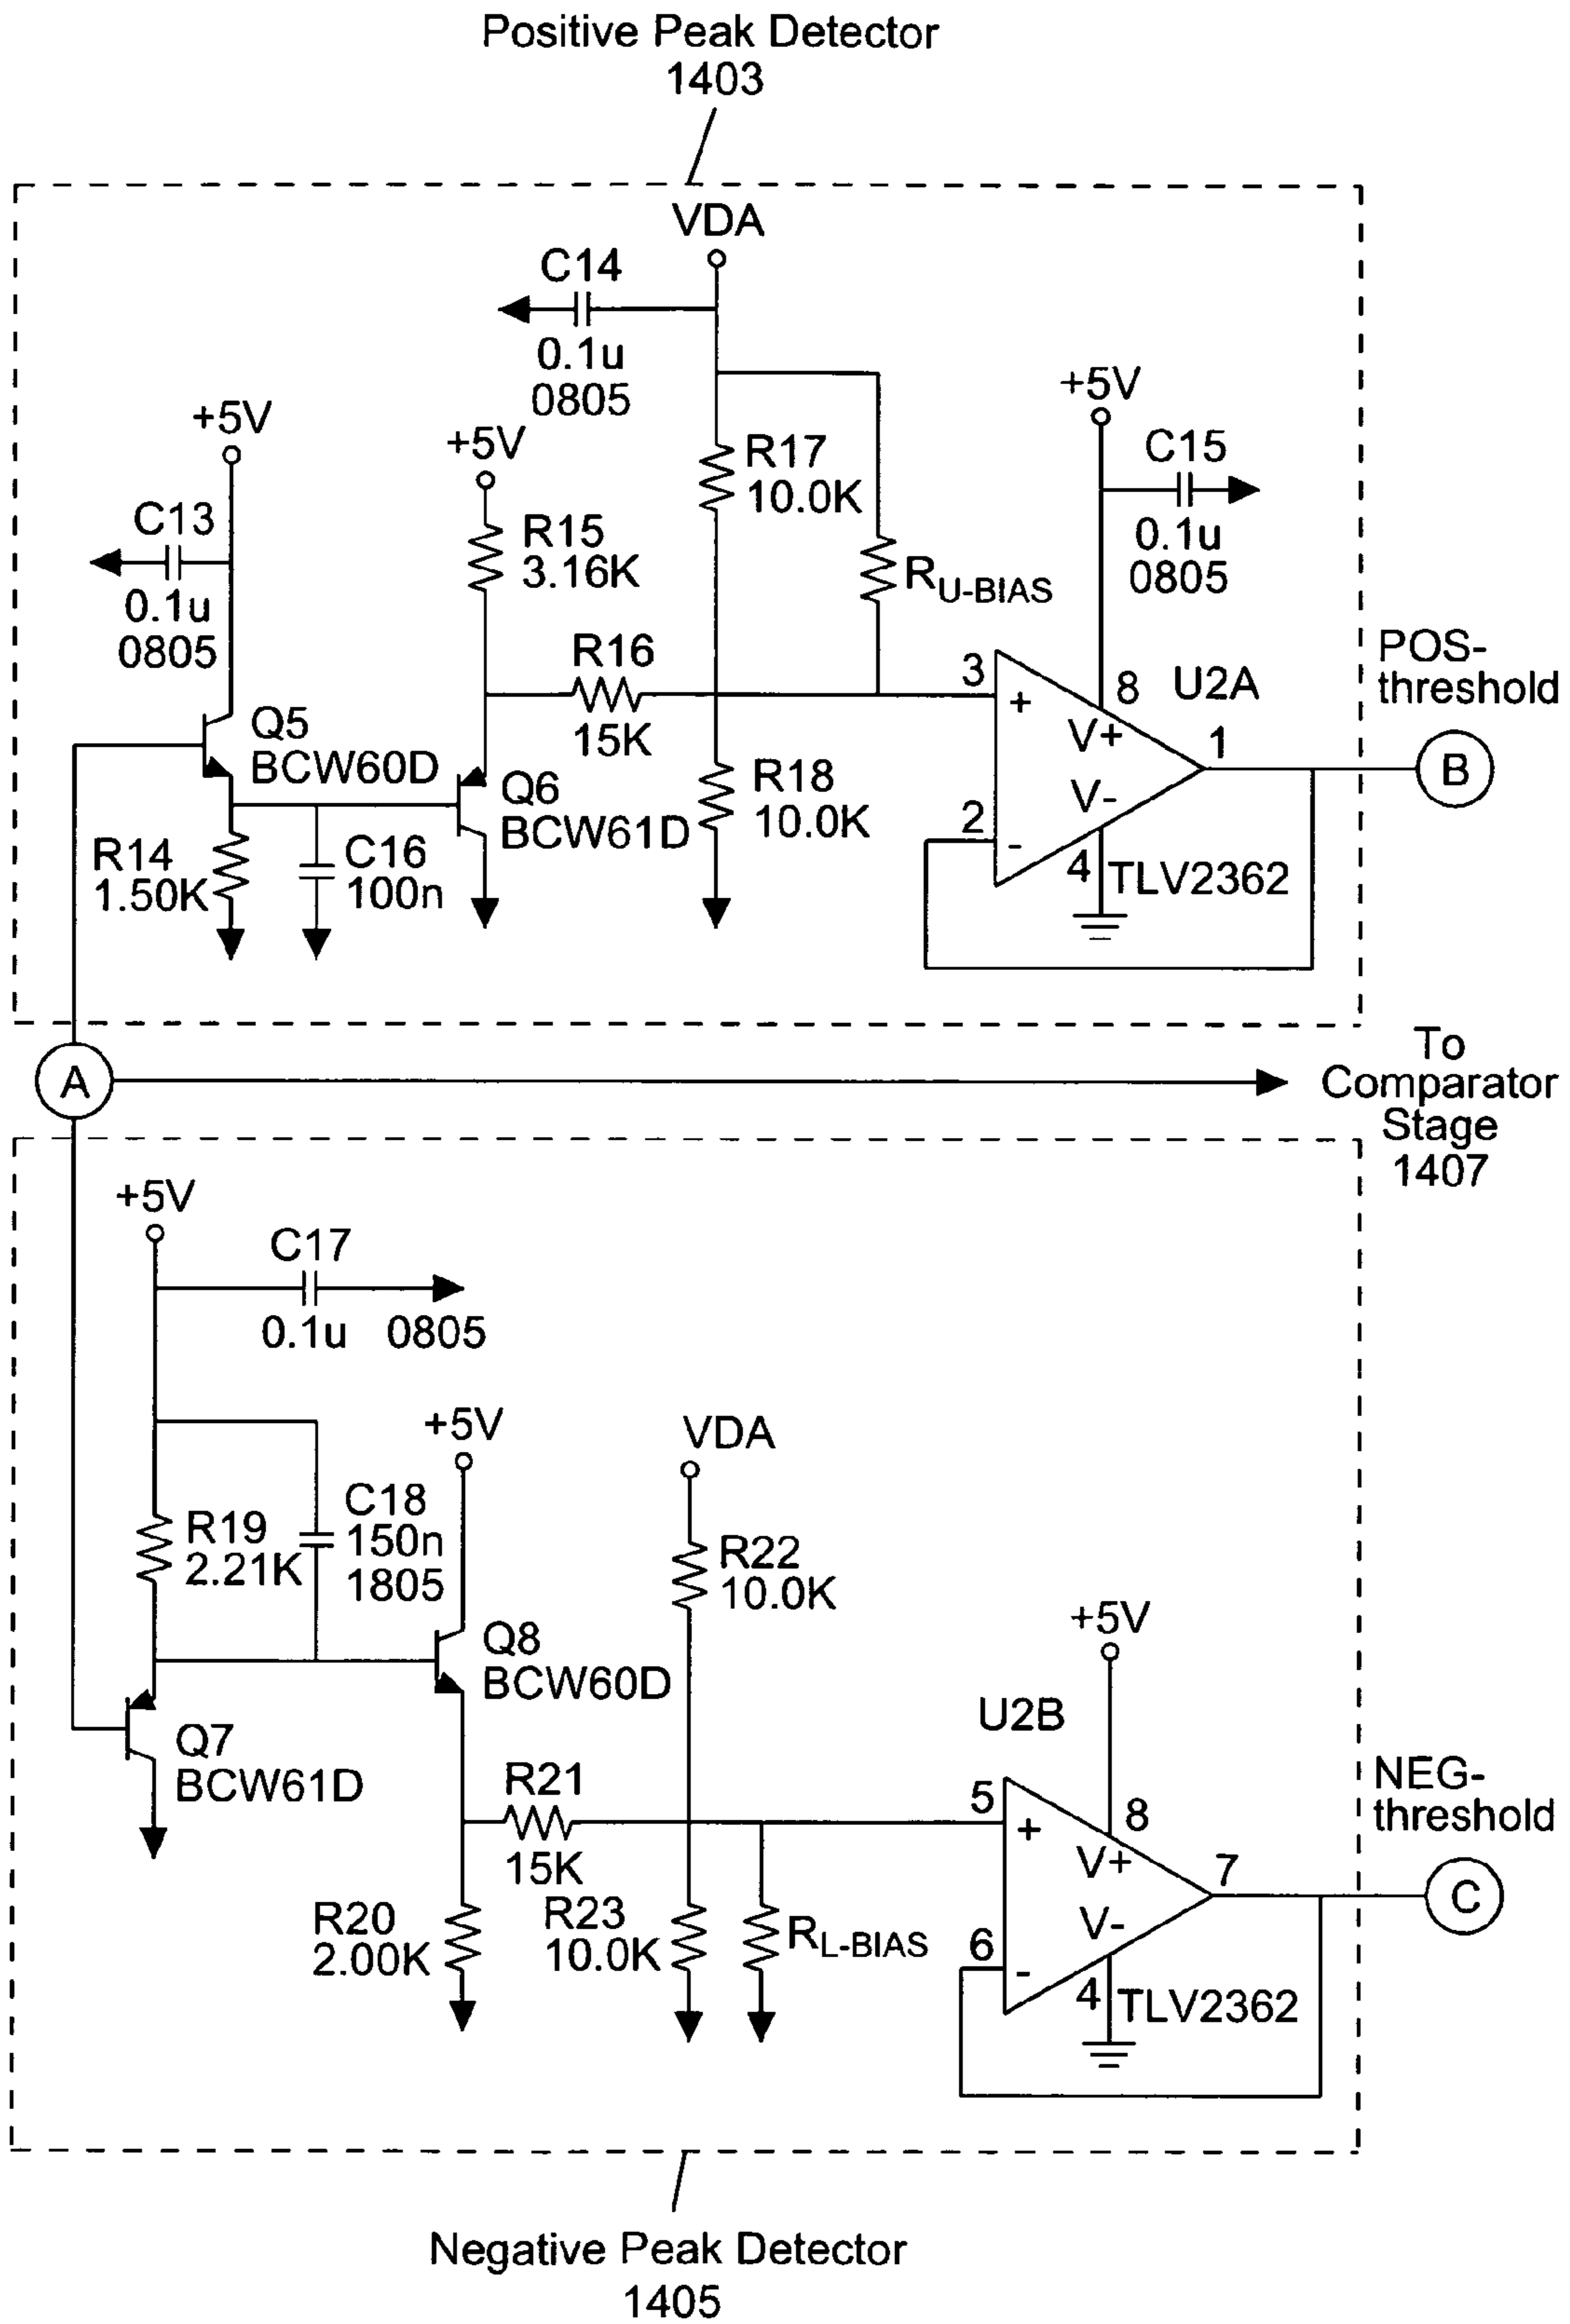 Positive Peak Detector
1403
VDA
C14
0.1u
0805
+5V
C13
0.1u
0805
+5V
R15
3.16K
R17
10.0K
R<sub>U-BIAS</sub>
+5V
C15
0.1u
0805
R16
15K
Q5
BCW60D
Q6
BCW61D
R14
1.50K
C16
100n
R18
10.0K
3
+
8
V+
U2A
1
V-
2
-
4
TLV2362
POS-
threshold
B
A
To
Comparator
Stage
1407
+5V
C17
0.1u 0805
R19
2.21K
C18
150n
1805
+5V
VDA
R22
10.0K
Q8
BCW60D
Q7
BCW61D
R21
15K
R20
2.00K
R23
10.0K
R<sub>L-BIAS</sub>
+5V
U2B
5
+
8
V+
7
V-
6
-
4
TLV2362
NEG-
threshold
C
Negative Peak Detector
1405